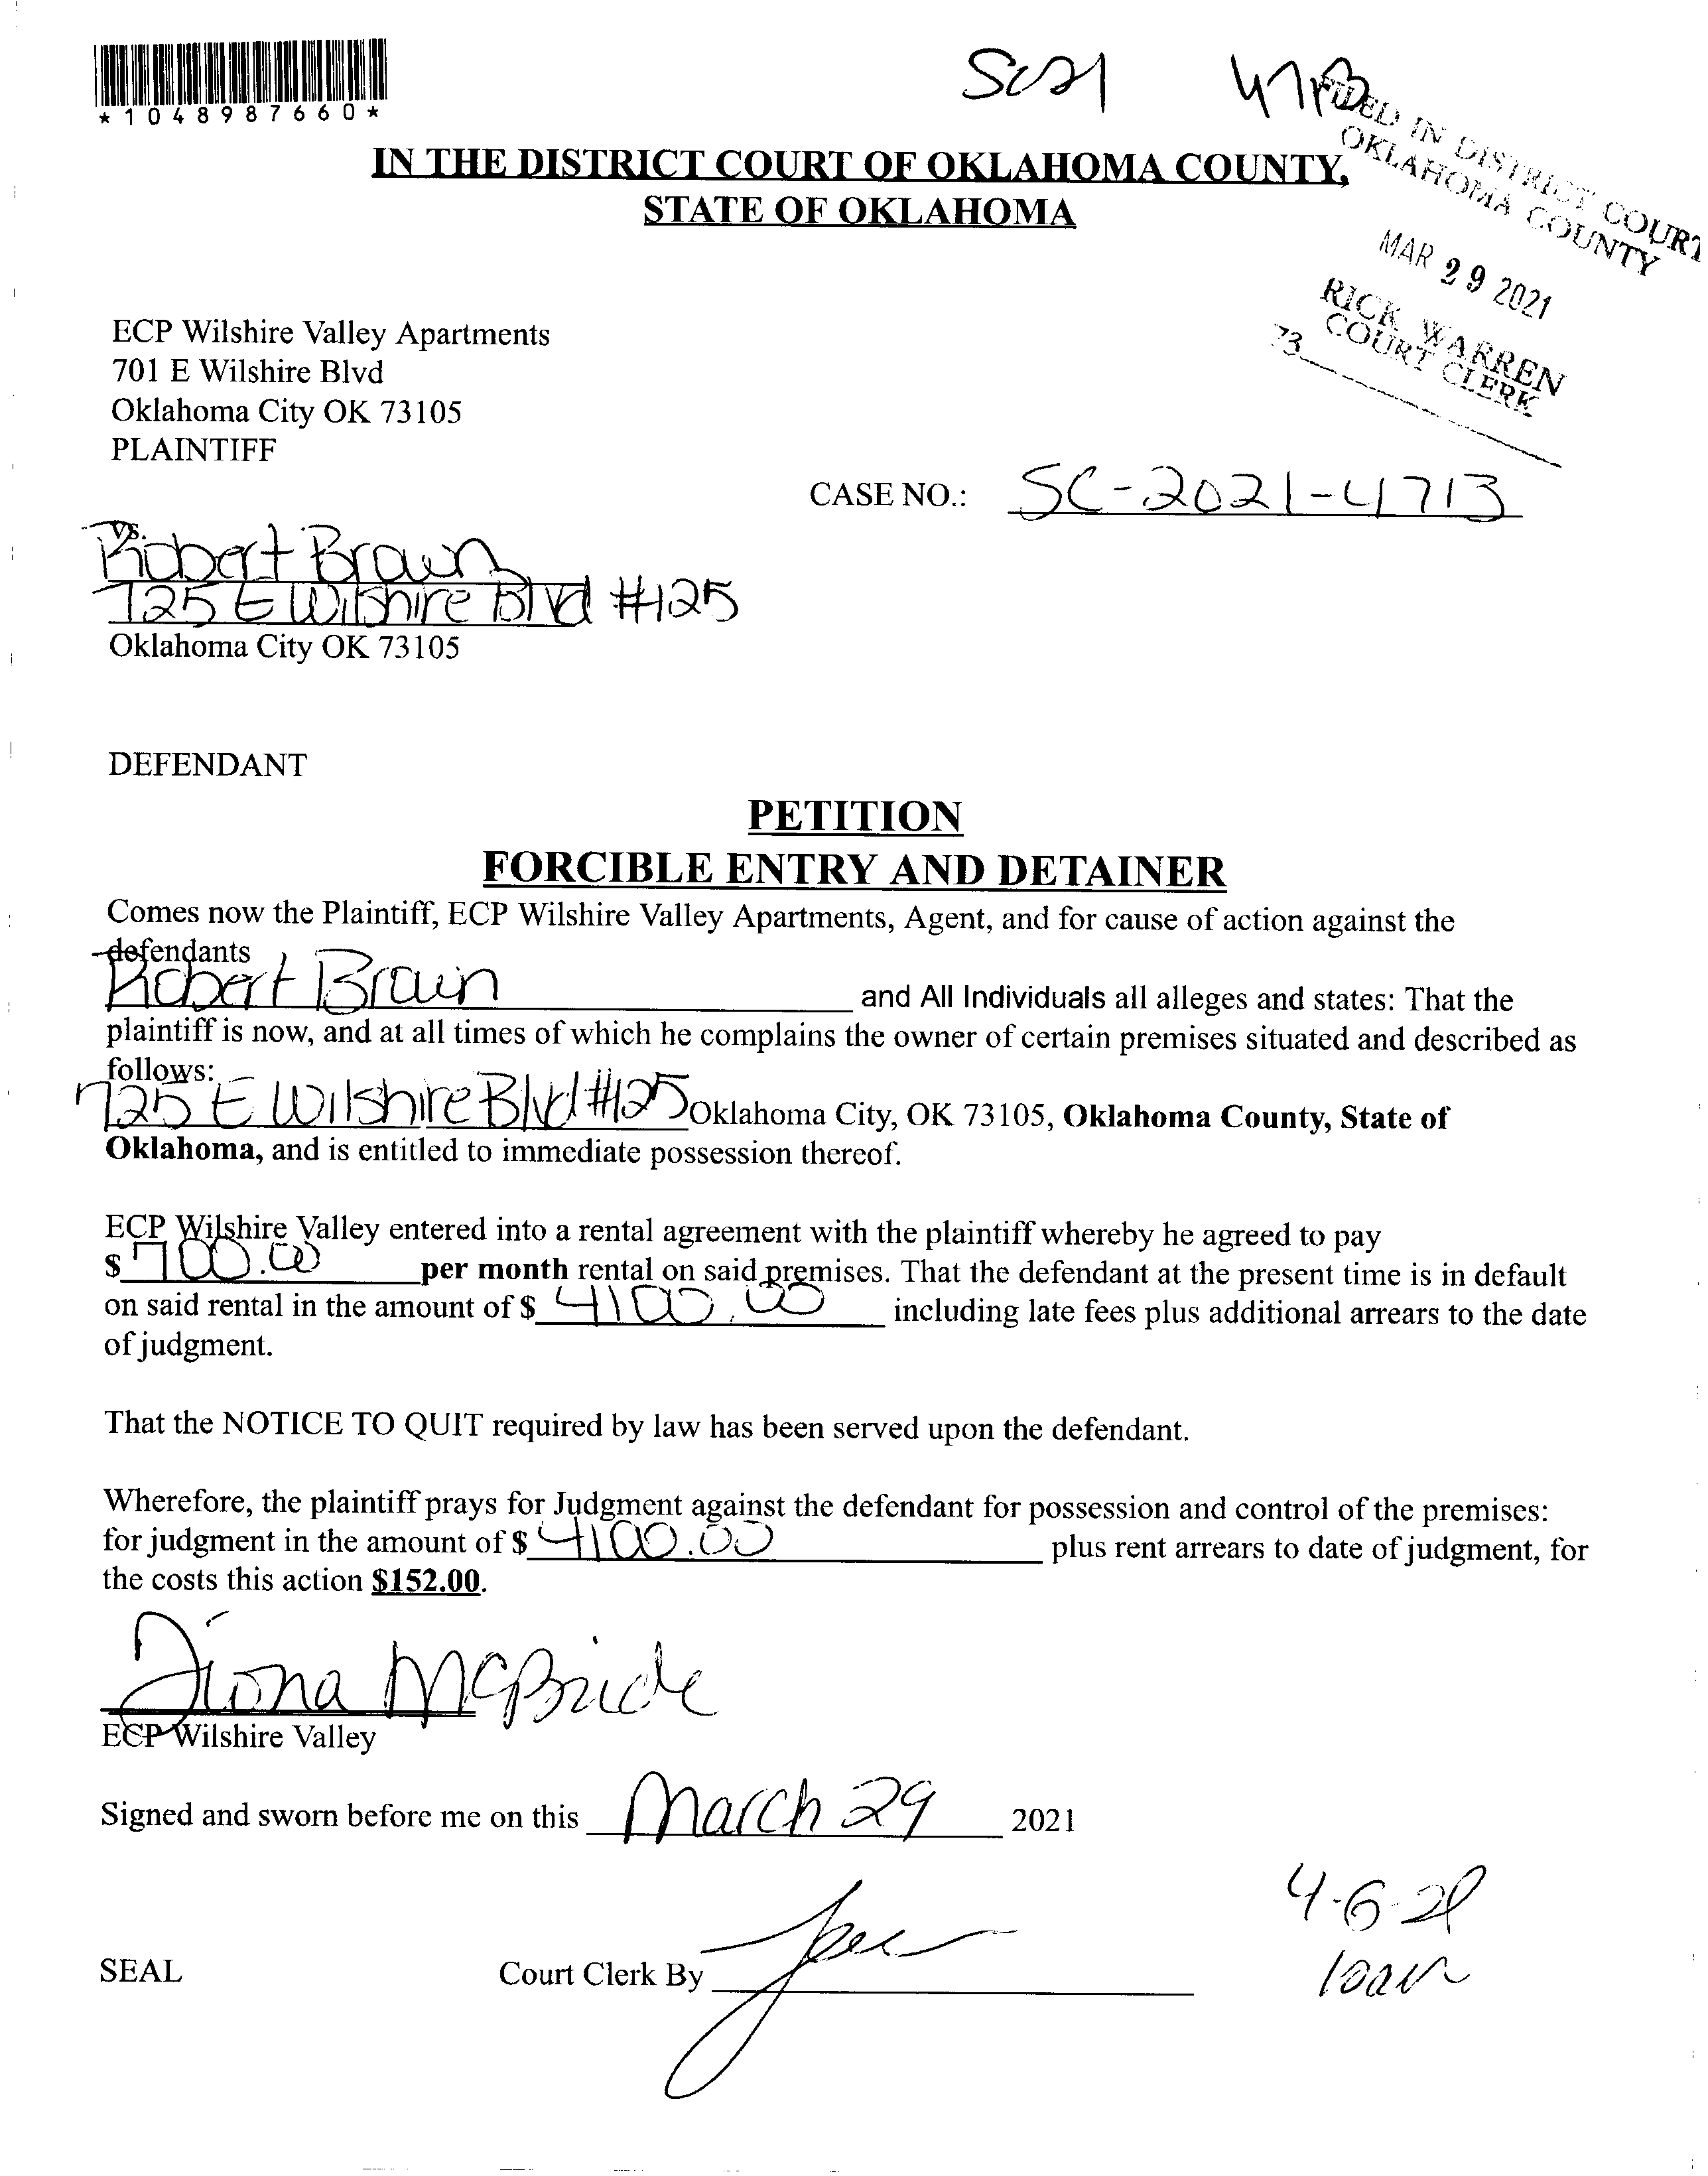 *1048987660*
SC21 4713
FILED IN DISTRICT COURT
OKLAHOMA COUNTY
MAR 29 2021
RICK WARREN
COURT CLERK
73
IN THE DISTRICT COURT OF OKLAHOMA COUNTY,
STATE OF OKLAHOMA
ECP Wilshire Valley Apartments
701 E Wilshire Blvd
Oklahoma City OK 73105
PLAINTIFF
CASE NO.: SC-2021-4713
vs.
Robert Brown
725 E Wilshire Blvd #125
Oklahoma City OK 73105
DEFENDANT
PETITION
FORCIBLE ENTRY AND DETAINER
Comes now the Plaintiff, ECP Wilshire Valley Apartments, Agent, and for cause of action against the
defendants
Robert Brown and All Individuals all alleges and states: That the
plaintiff is now, and at all times of which he complains the owner of certain premises situated and described as
follows:
725 E Wilshire Blvd #125 Oklahoma City, OK 73105, Oklahoma County, State of
Oklahoma, and is entitled to immediate possession thereof.
ECP Wilshire Valley entered into a rental agreement with the plaintiff whereby he agreed to pay
$ 700.00 per month rental on said premises. That the defendant at the present time is in default
on said rental in the amount of $ 4100.00 including late fees plus additional arrears to the date
of judgment.
That the NOTICE TO QUIT required by law has been served upon the defendant.
Wherefore, the plaintiff prays for Judgment against the defendant for possession and control of the premises:
for judgment in the amount of $ 4100.00 plus rent arrears to date of judgment, for
the costs this action $152.00.
Fiona McBride
ECP Wilshire Valley
Signed and sworn before me on this March 29 2021
4-6-21
SEAL Court Clerk By
10am